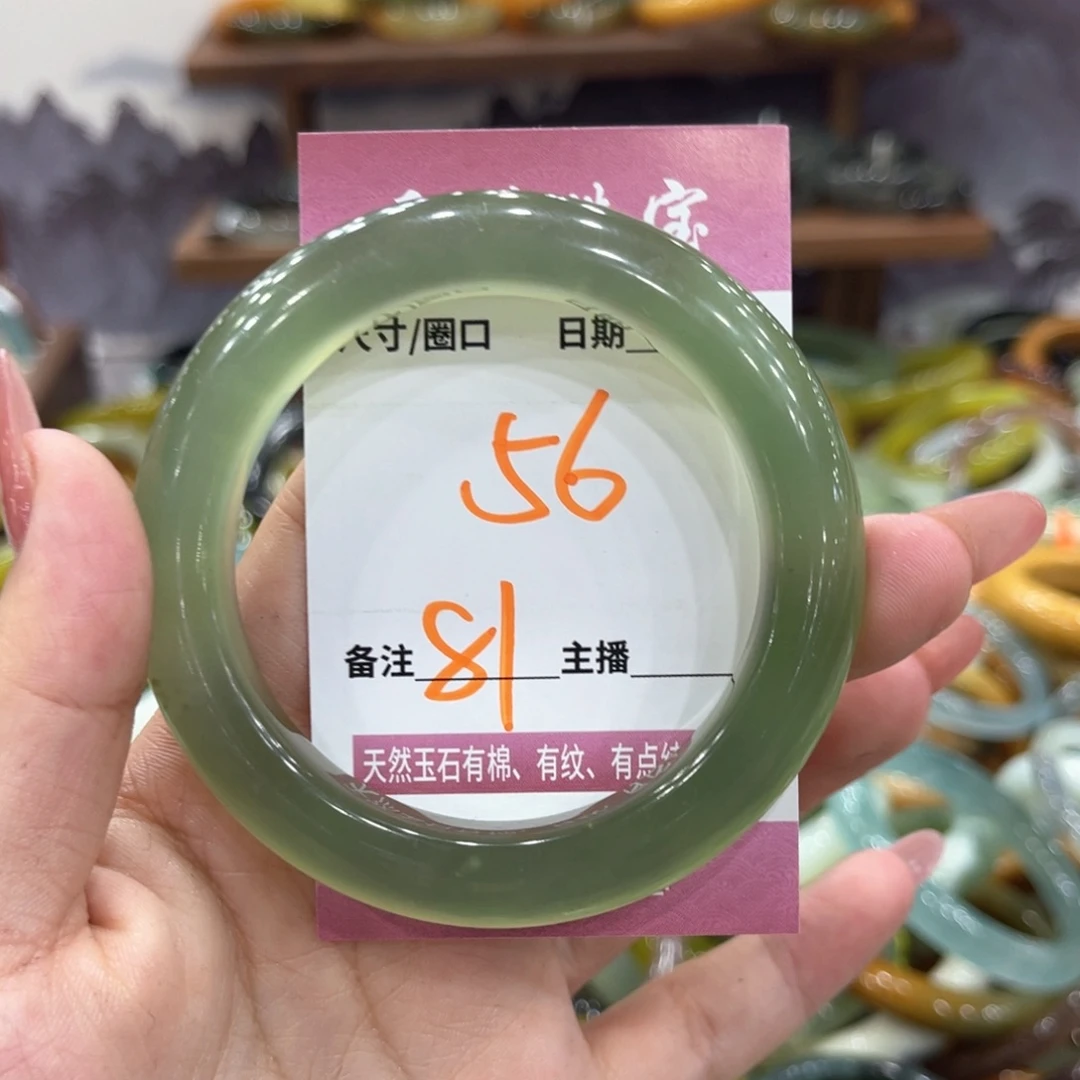 宝
寸/圈口 日期
56
81
备注 主播
天然玉石有棉、有纹、有点